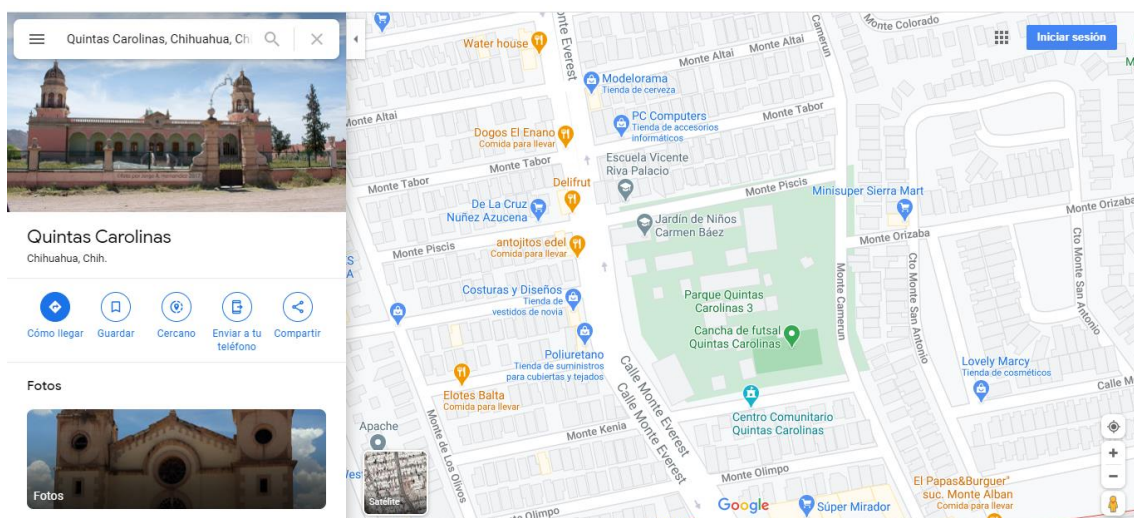 Quintas Carolinas, Chihuahua, Ch
Quintas Carolinas
Chihuahua, Chih.
Cómo llegar
Guardar
Cercano
Enviar a tu
teléfono
Compartir
Fotos
Fotos
Monte Everest
Monte Colorado
Iniciar sesión
Water house
Monte Altai
Monte Altai
Camerun
Modelorama
Tienda de cerveza
Monte Altai
PC Computers
Tienda de accesorios
informáticos
Monte Tabor
Dogos El Enano
Comida para llevar
Escuela Vicente
Riva Palacio
Monte Tabor
Monte Tabor
Delifrut
Monte Piscis
Minisuper Sierra Mart
Monte Orizaba
De La Cruz
Nuñez Azucena
Jardín de Niños
Carmen Báez
Monte Orizaba
Monte Piscis
antojitos edel
Comida para llevar
Cto Monte San Antonio
Cto Monte San Antonio
Monte Camerun
Costuras y Diseños
Tienda de
vestidos de novia
Parque Quintas
Carolinas 3
Cancha de futsal
Quintas Carolinas
Poliuretano
Tienda de suministros
para cubiertas y tejados
Lovely Marcy
Tienda de cosméticos
Calle M
Elotes Balta
Comida para llevar
Calle Monte Everest
Calle Monte Everest
Centro Comunitario
Quintas Carolinas
Apache
Monte de Los Olivos
Monte Kenia
Monte Olimpo
Satélite
Olimpo
Google
Súper Mirador
El Papas&Burguer"
suc. Monte Alban
Comida para llevar